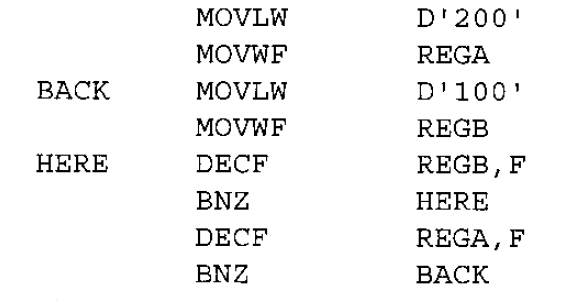 MOVLW D'200'
MOVWF REGA
BACK MOVLW D'100'
MOVWF REGB
HERE DECF REGB,F
BNZ HERE
DECF REGA,F
BNZ BACK